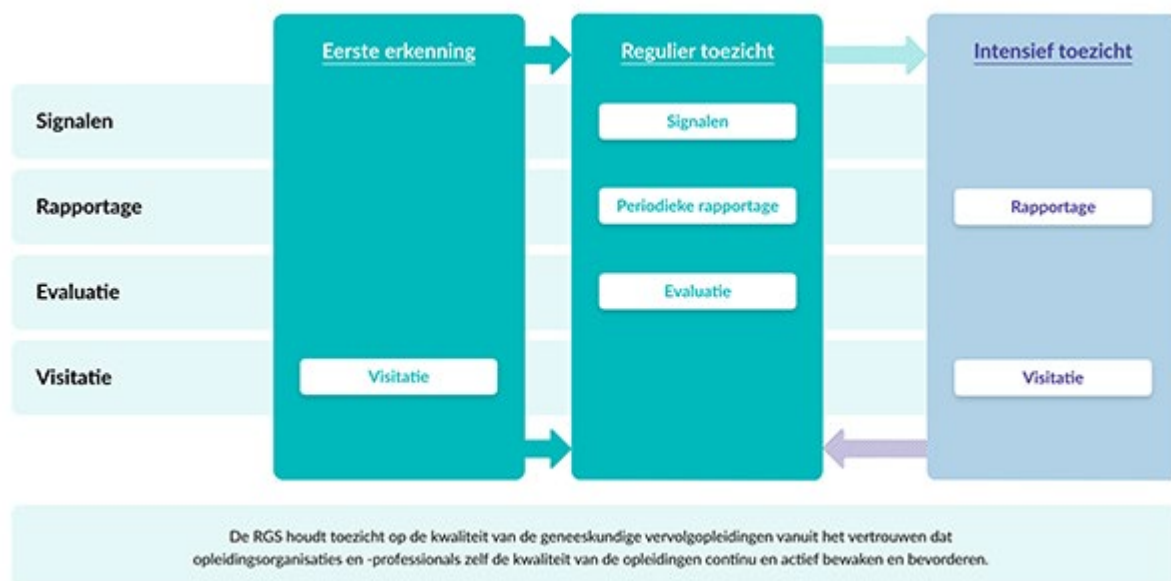 Eerste erkenning
Regulier toezicht
Intensief toezicht
Signalen
Signalen
Rapportage
Periodieke rapportage
Rapportage
Evaluatie
Evaluatie
Visitatie
Visitatie
Visitatie
De RGS houdt toezicht op de kwaliteit van de geneeskundige vervolgopleidingen vanuit het vertrouwen dat
opleidingsorganisaties en -professionals zelf de kwaliteit van de opleidingen continu en actief bewaken en bevorderen.